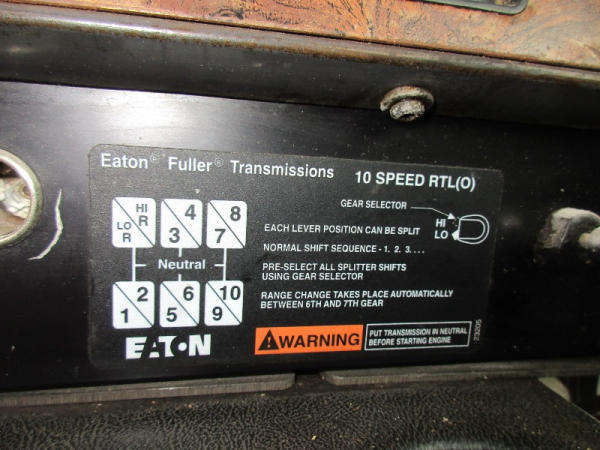 Eaton® Fuller® Transmissions 10 SPEED RTL(O)
GEAR SELECTOR
HI
LO
HI R
LO R
4
3
8
7
EACH LEVER POSITION CAN BE SPLIT
NORMAL SHIFT SEQUENCE - 1. 2. 3. ...
Neutral
PRE-SELECT ALL SPLITTER SHIFTS
USING GEAR SELECTOR
2
1
6
5
10
9
RANGE CHANGE TAKES PLACE AUTOMATICALLY
BETWEEN 6TH AND 7TH GEAR
EATON
WARNING
PUT TRANSMISSION IN NEUTRAL
BEFORE STARTING ENGINE